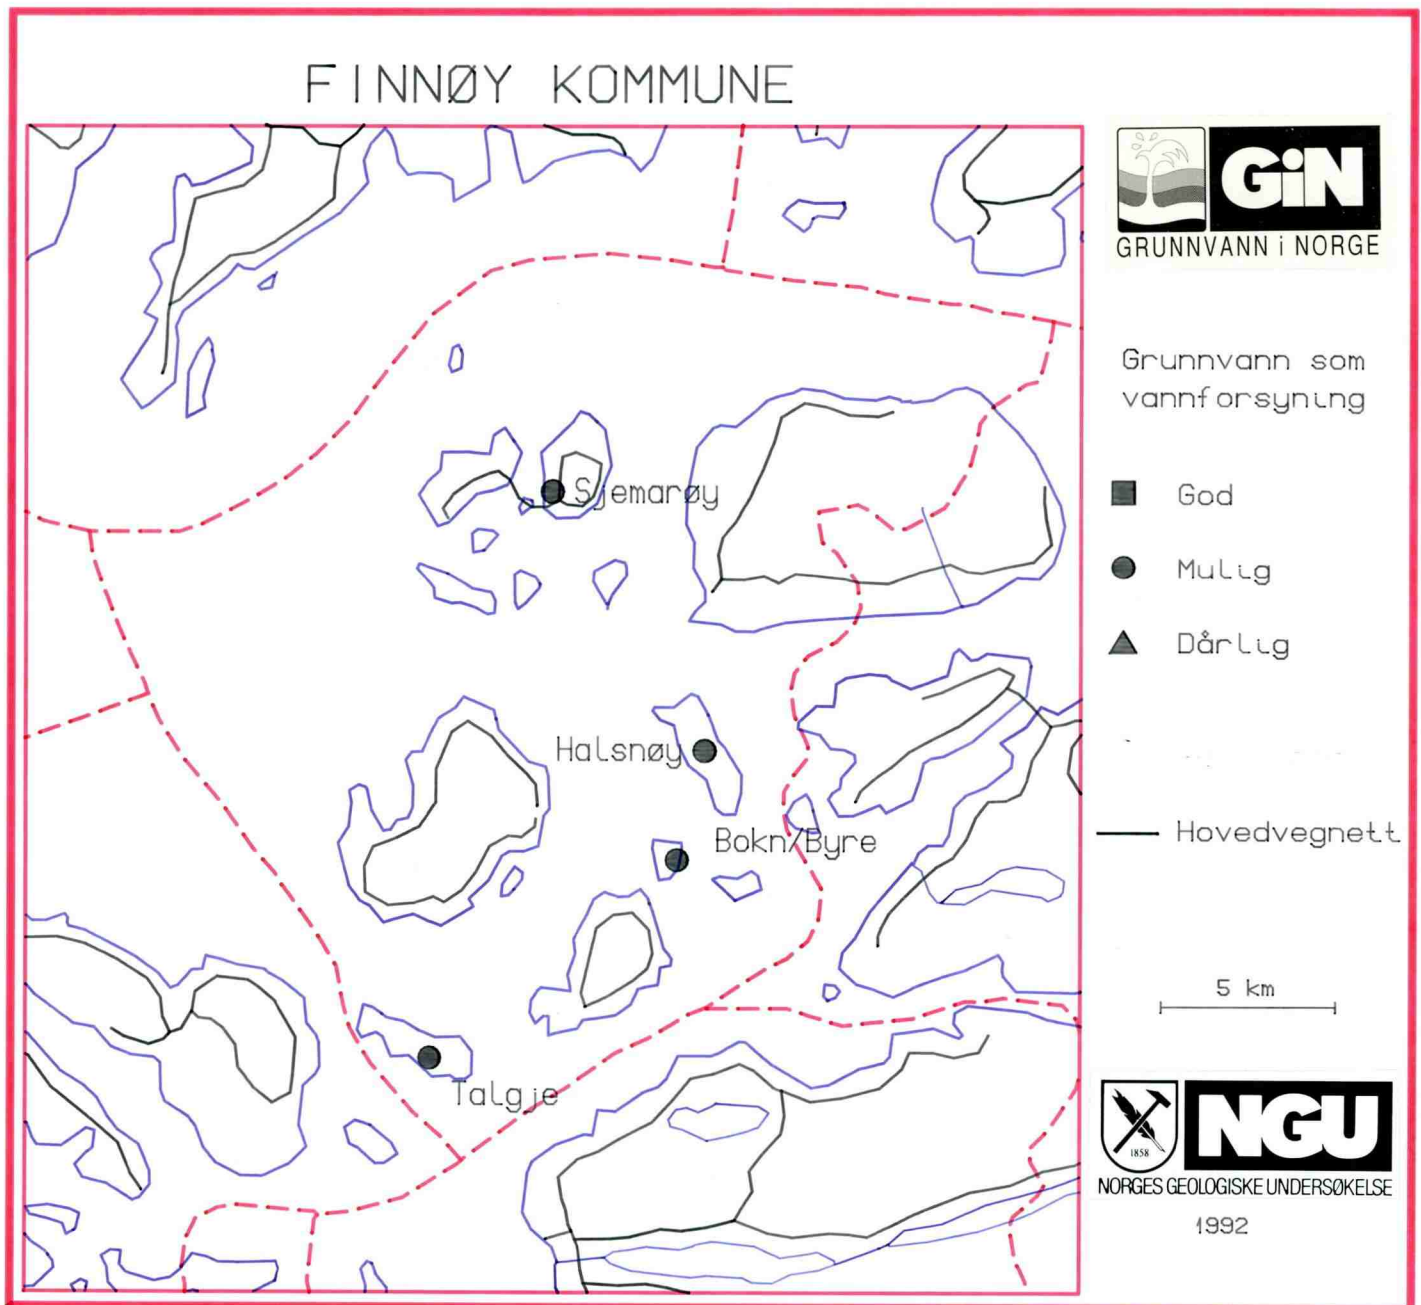 FINNØY KOMMUNE
GiN
GRUNNVANN i NORGE
Grunnvann som
vannforsyning
God
Mulig
Dårlig
Hovedvegnett
5 km
Sjemarøy
Halsnøy
Bokn/Byre
Talgje
1858
NGU
NORGES GEOLOGISKE UNDERSØKELSE
1992